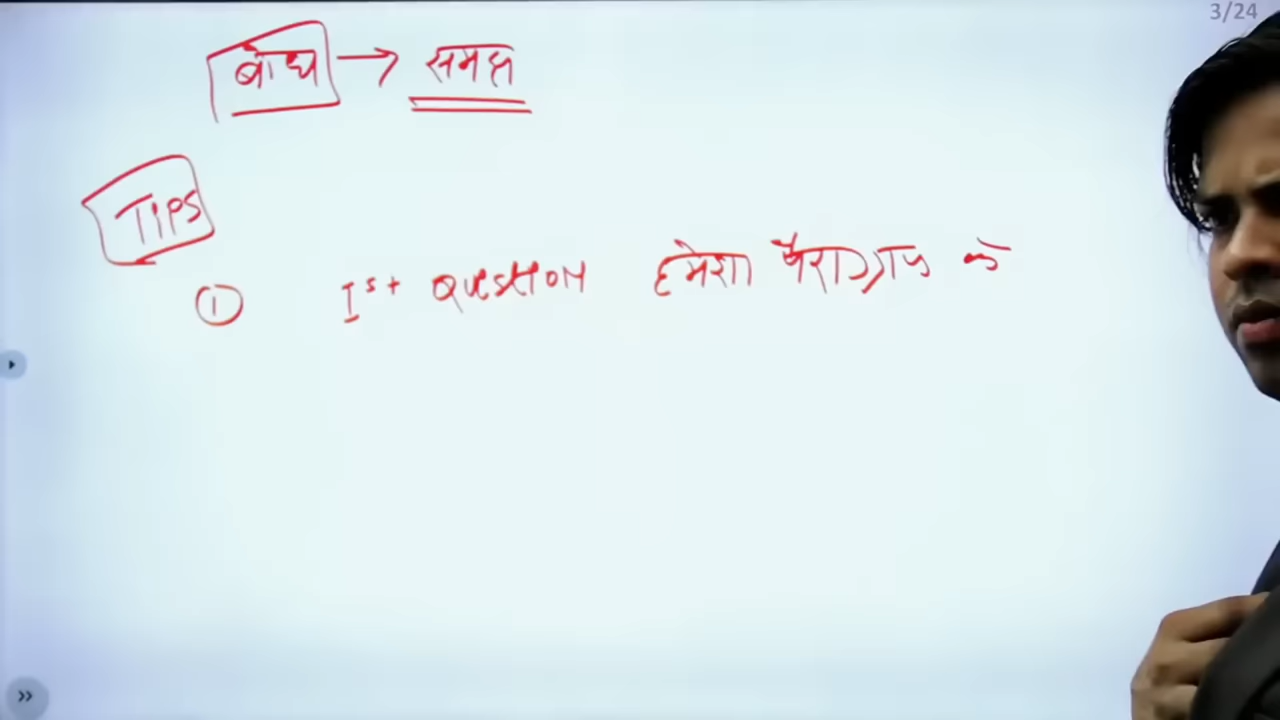 3/24
बोध → समझ
TIPS
① Ist Question हमेशा पैराग्राफ के